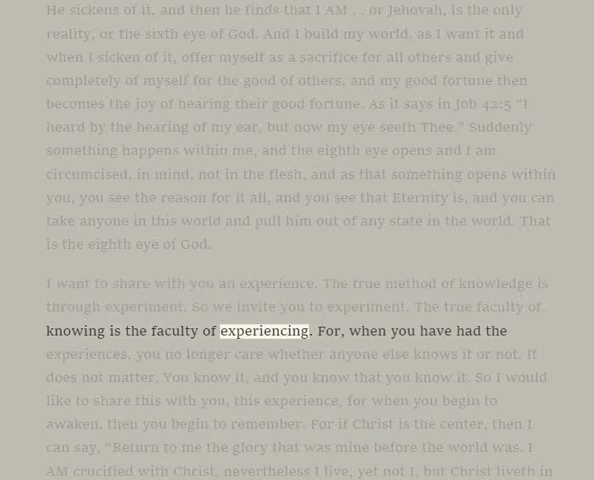 He sickens of it, and then he finds that I AM . . or Jehovah, is the only
reality, or the sixth eye of God. And I build my world, as I want it and
when I sicken of it, offer myself as a sacrifice for all others and give
completely of myself for the good of others, and my good fortune then
becomes the joy of hearing their good fortune. As it says in Job 42:5 “I
heard by the hearing of my ear, but now my eye seeth Thee.” Suddenly
something happens within me, and the eighth eye opens and I am
circumcised, in mind, not in the flesh, and as that something opens within
you, you see the reason for it all, and you see that Eternity is, and you can
take anyone in this world and pull him out of any state in the world. That
is the eighth eye of God.
I want to share with you an experience. The true method of knowledge is
through experiment. So we invite you to experiment. The true faculty of
knowing is the faculty of experiencing. For, when you have had the
experiences, you no longer care whether anyone else knows it or not. It
does not matter. You know it, and you know that you know it. So I would
like to share this with you, this experience, for when you begin to
awaken, then you begin to remember. For if Christ is the center, then I
can say, “Return to me the glory that was mine before the world was. I
AM crucified with Christ, nevertheless I live, yet not I, but Christ liveth in